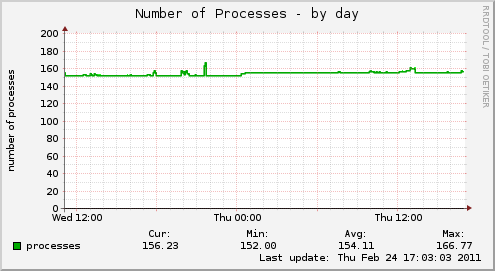 Number of Processes - by day
RRDTOOL / TOBI OETIKER
number of processes
200
180
160
140
120
100
80
60
40
20
0
Wed 12:00 Thu 00:00 Thu 12:00
Cur: Min: Avg: Max:
processes 156.23 152.00 154.11 166.77
Last update: Thu Feb 24 17:03:03 2011